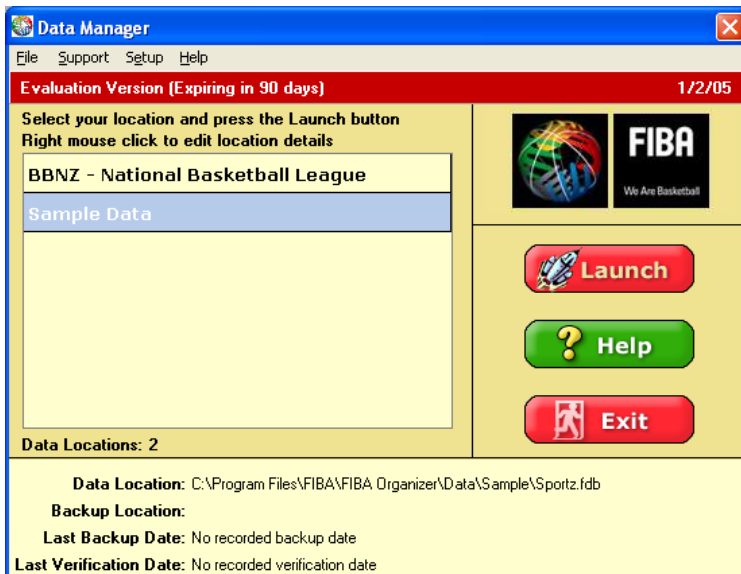 Data Manager
File Support Setup Help
Evaluation Version (Expiring in 90 days) 1/2/05
Select your location and press the Launch button
Right mouse click to edit location details
BBNZ - National Basketball League
Sample Data
Data Locations: 2
FIBA
We Are Basketball
Launch
Help
Exit
Data Location: C:\Program Files\FIBA\FIBA Organizer\Data\Sample\Sportz.fdb
Backup Location:
Last Backup Date: No recorded backup date
Last Verification Date: No recorded verification date